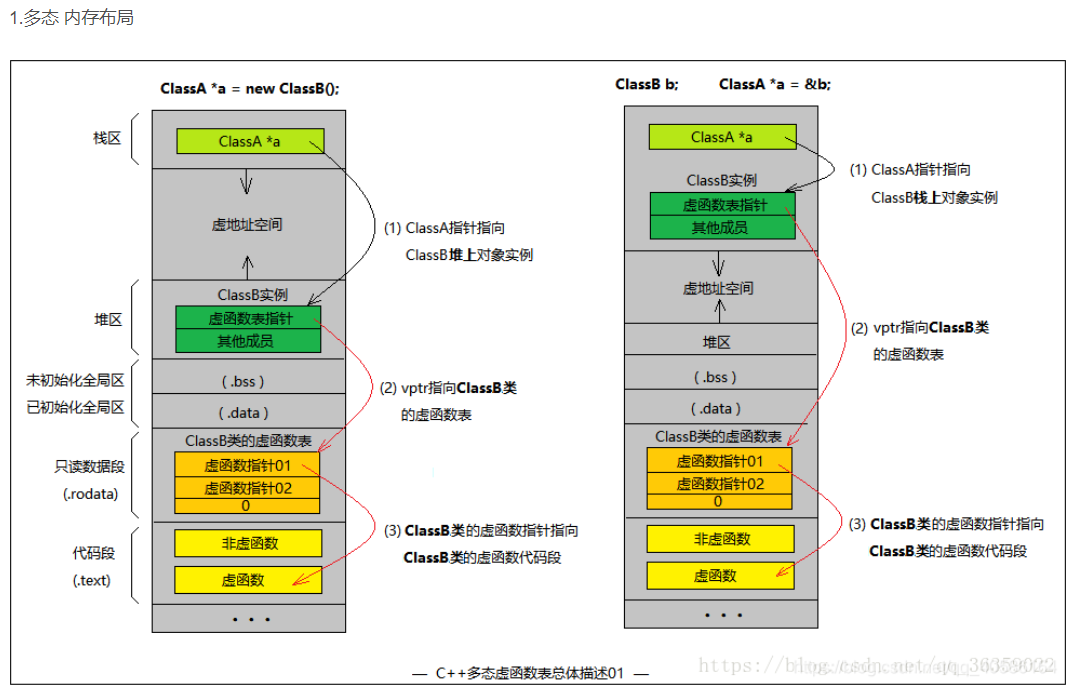 1.多态 内存布局
ClassA *a = new ClassB();
栈区
ClassA *a
虚地址空间
(1) ClassA指针指向
ClassB堆上对象实例
堆区
ClassB实例
虚函数表指针
其他成员
未初始化全局区
( .bss )
(2) vptr指向ClassB类
的虚函数表
已初始化全局区
( .data )
只读数据段
(.rodata)
ClassB类的虚函数表
虚函数指针01
虚函数指针02
0
(3) ClassB类的虚函数指针指向
ClassB类的虚函数代码段
代码段
(.text)
非虚函数
虚函数
· · ·
ClassB b; ClassA *a = &b;
ClassA *a
(1) ClassA指针指向
ClassB栈上对象实例
ClassB实例
虚函数表指针
其他成员
虚地址空间
(2) vptr指向ClassB类
的虚函数表
堆区
( .bss )
( .data )
ClassB类的虚函数表
虚函数指针01
虚函数指针02
0
(3) ClassB类的虚函数指针指向
ClassB类的虚函数代码段
非虚函数
虚函数
· · ·
— C++多态虚函数表总体描述01 —
https://blog.csdn.net/qq_36359022